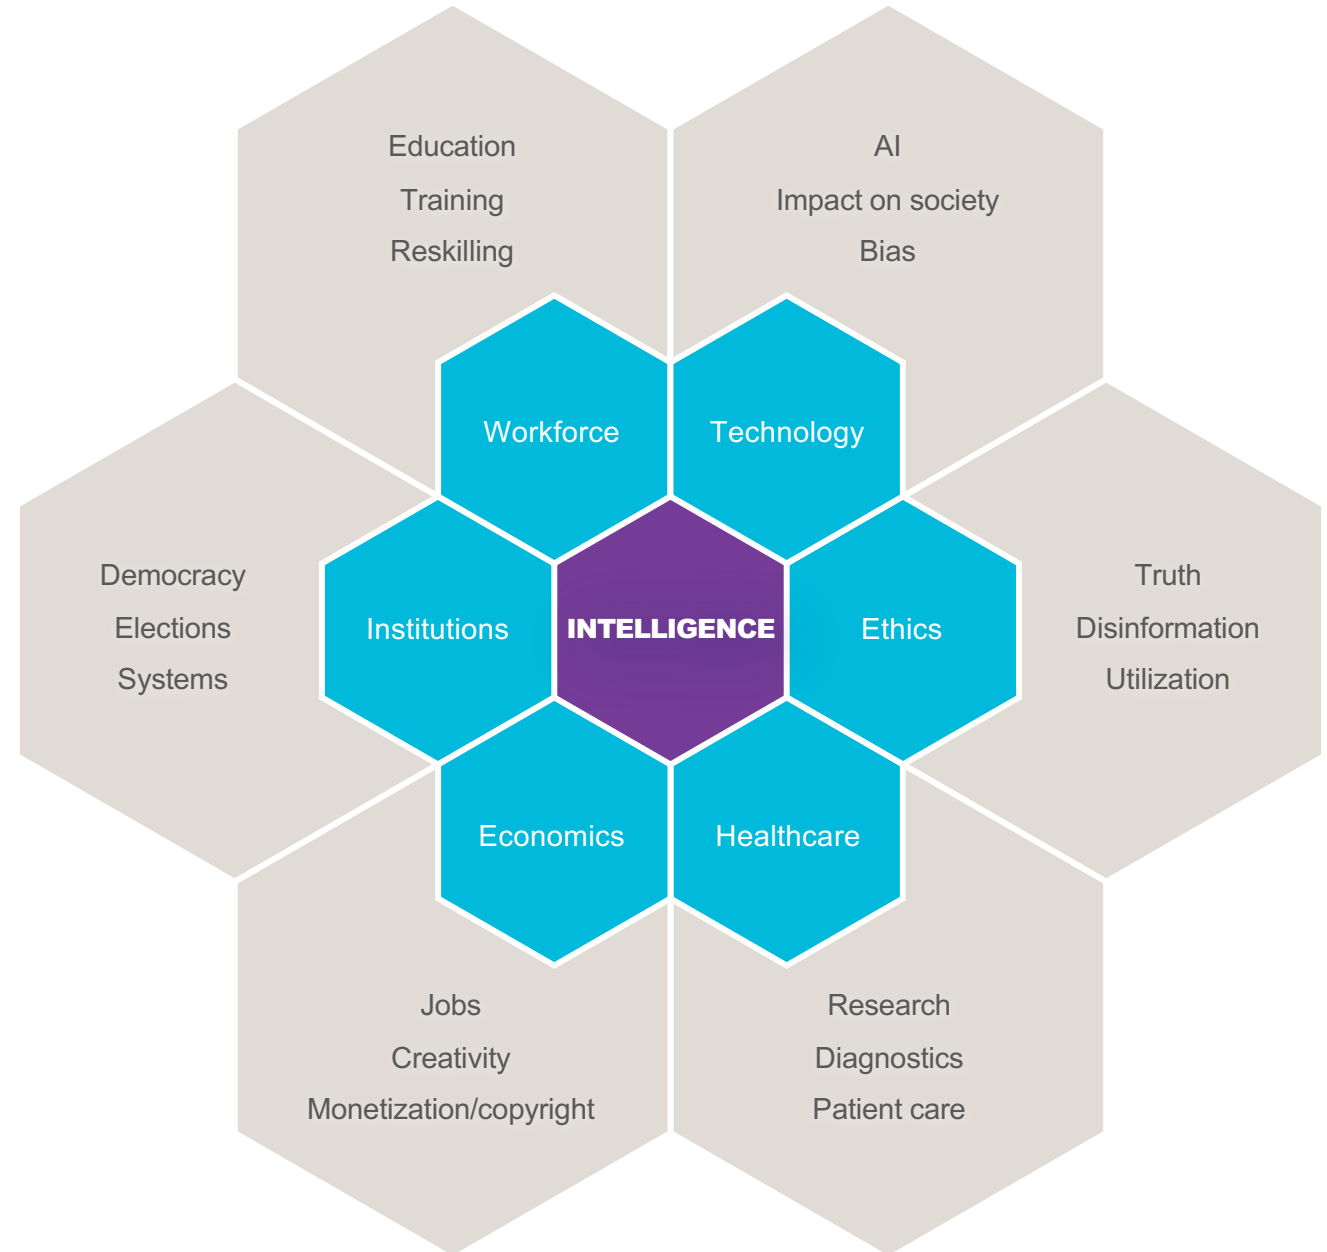 Education
Training
Reskilling
AI
Impact on society
Bias
Workforce
Technology
Democracy
Elections
Systems
Institutions
INTELLIGENCE
Ethics
Truth
Disinformation
Utilization
Economics
Healthcare
Jobs
Creativity
Monetization/copyright
Research
Diagnostics
Patient care